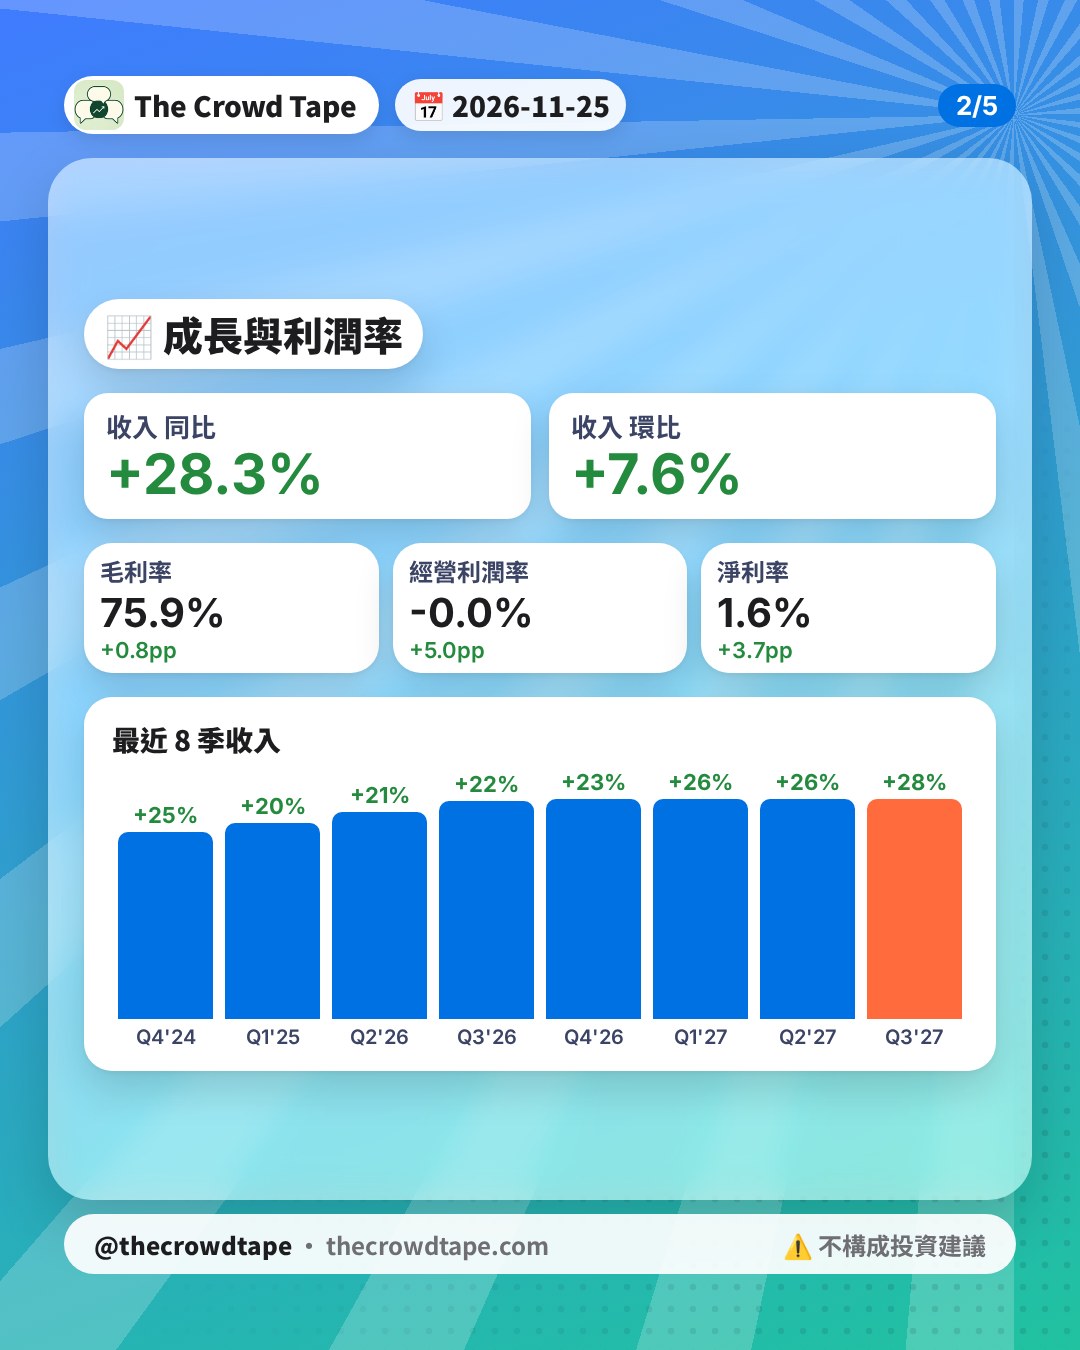 The Crowd Tape
📅 2026-11-25
2/5
📈 成長與利潤率
收入 同比
+28.3%
收入 環比
+7.6%
毛利率
75.9%
+0.8pp
經營利潤率
-0.0%
+5.0pp
淨利率
1.6%
+3.7pp
最近 8 季收入
+25% +20% +21% +22% +23% +26% +26% +28%
Q4'24 Q1'25 Q2'26 Q3'26 Q4'26 Q1'27 Q2'27 Q3'27
@thecrowdtape • thecrowdtape.com
⚠️ 不構成投資建議